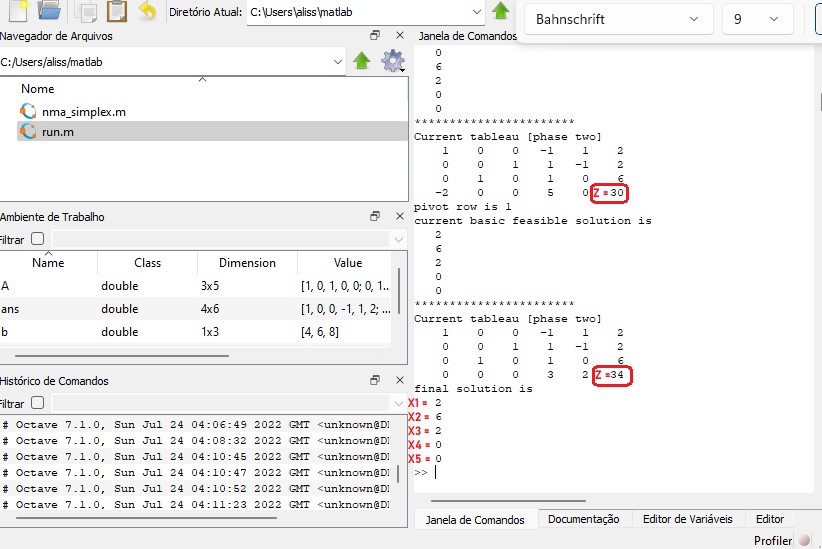 Diretório Atual: C:\Users\aliss\matlab
Bahnschrift 9
Navegador de Arquivos
C:/Users/aliss/matlab
Nome
nma_simplex.m
run.m
Ambiente de Trabalho
Filtrar
Name Class Dimension Value
A double 3x5 [1, 0, 1, 0, 0; 0, 1...
ans double 4x6 [1, 0, 0, -1, 1, 2; ...
b double 1x3 [4, 6, 8]
Histórico de Comandos
Filtrar
# Octave 7.1.0, Sun Jul 24 04:06:49 2022 GMT <unknown@DE
# Octave 7.1.0, Sun Jul 24 04:08:32 2022 GMT <unknown@DE
# Octave 7.1.0, Sun Jul 24 04:10:45 2022 GMT <unknown@DE
# Octave 7.1.0, Sun Jul 24 04:10:47 2022 GMT <unknown@DE
# Octave 7.1.0, Sun Jul 24 04:10:52 2022 GMT <unknown@DE
# Octave 7.1.0, Sun Jul 24 04:11:23 2022 GMT <unknown@DE
Janela de Comandos
0
6
2
0
0
***********************
Current tableau [phase two]
1 0 0 -1 1 2
0 0 1 1 -1 2
0 1 0 1 0 6
-2 0 0 5 0 Z =30
pivot row is 1
current basic feasible solution is
2
6
2
0
0
***********************
Current tableau [phase two]
1 0 0 -1 1 2
0 0 1 1 -1 2
0 1 0 1 0 6
0 0 0 3 2 Z =34
final solution is
X1 = 2
X2 = 6
X3 = 2
X4 = 0
X5 = 0
>>
Janela de Comandos Documentação Editor de Variáveis Editor
Profiler